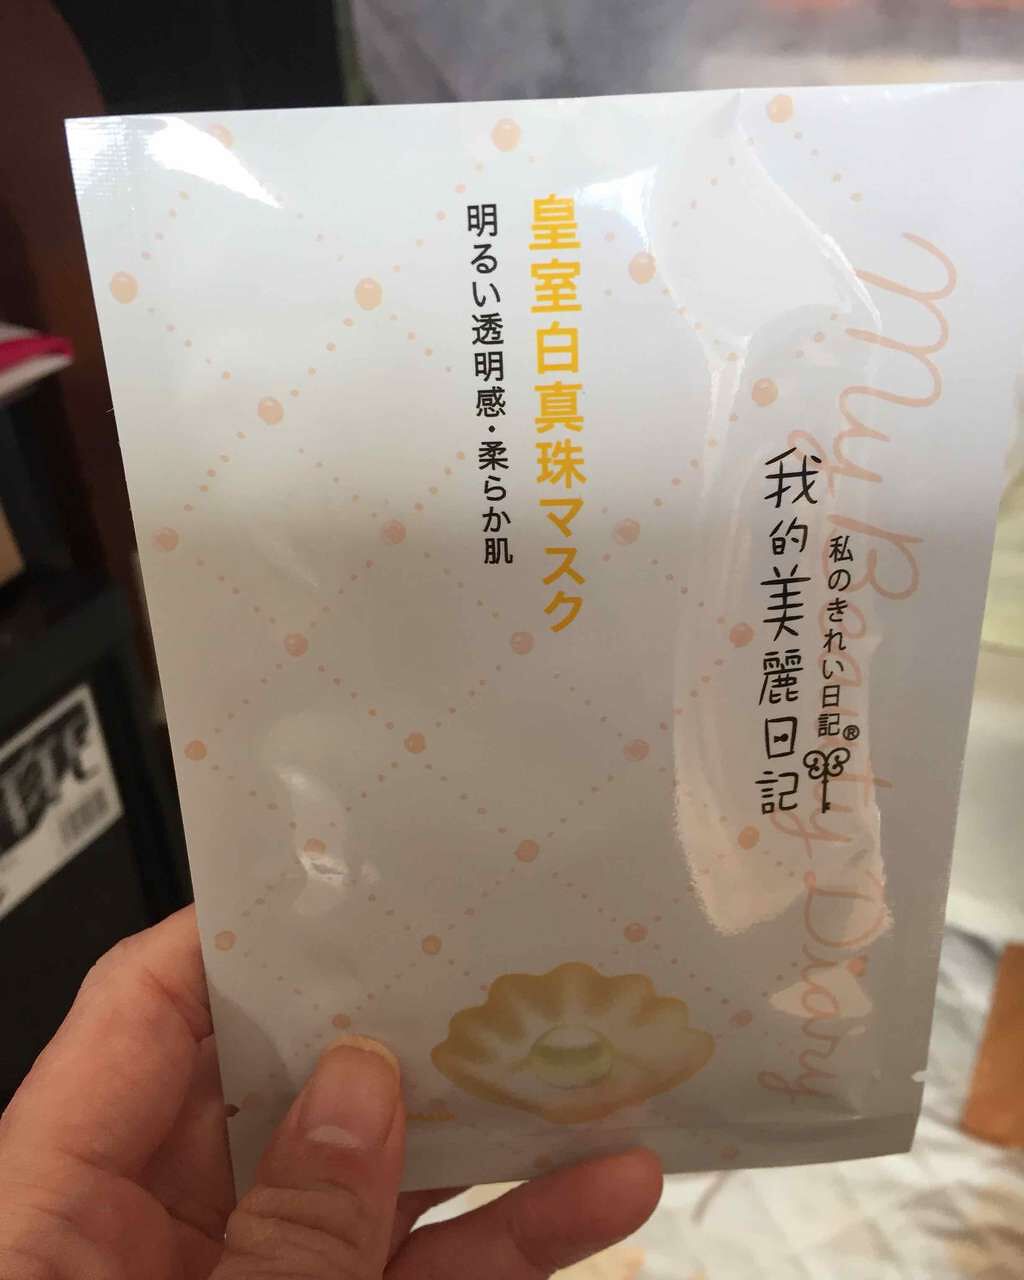 My Beauty Diary
私のきれい日記®
我的美麗日記
皇室白真珠マスク
明るい透明感・柔らか肌